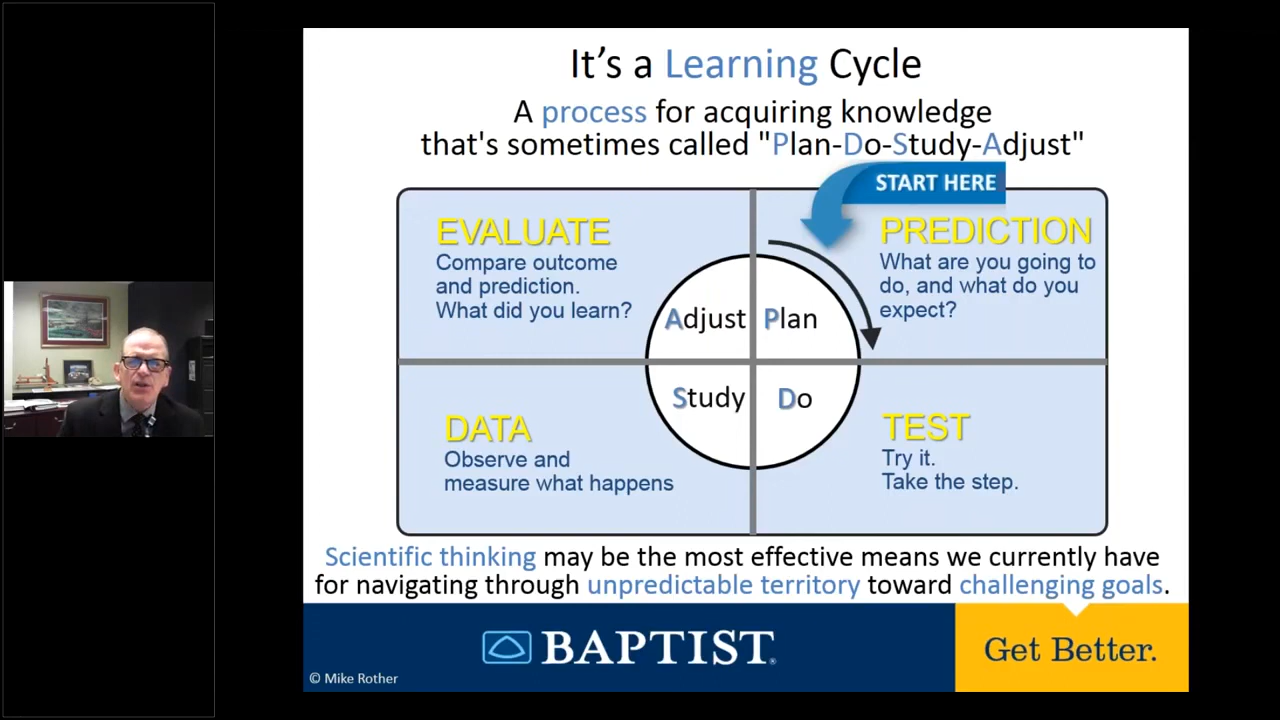 It's a Learning Cycle
A process for acquiring knowledge
that's sometimes called "Plan-Do-Study-Adjust"
START HERE
EVALUATE
Compare outcome
and prediction.
What did you learn?
PREDICTION
What are you going to
do, and what do you
expect?
Adjust
Plan
Study
Do
DATA
Observe and
measure what happens
TEST
Try it.
Take the step.
Scientific thinking may be the most effective means we currently have
for navigating through unpredictable territory toward challenging goals.
BAPTIST®
Get Better.
© Mike Rother